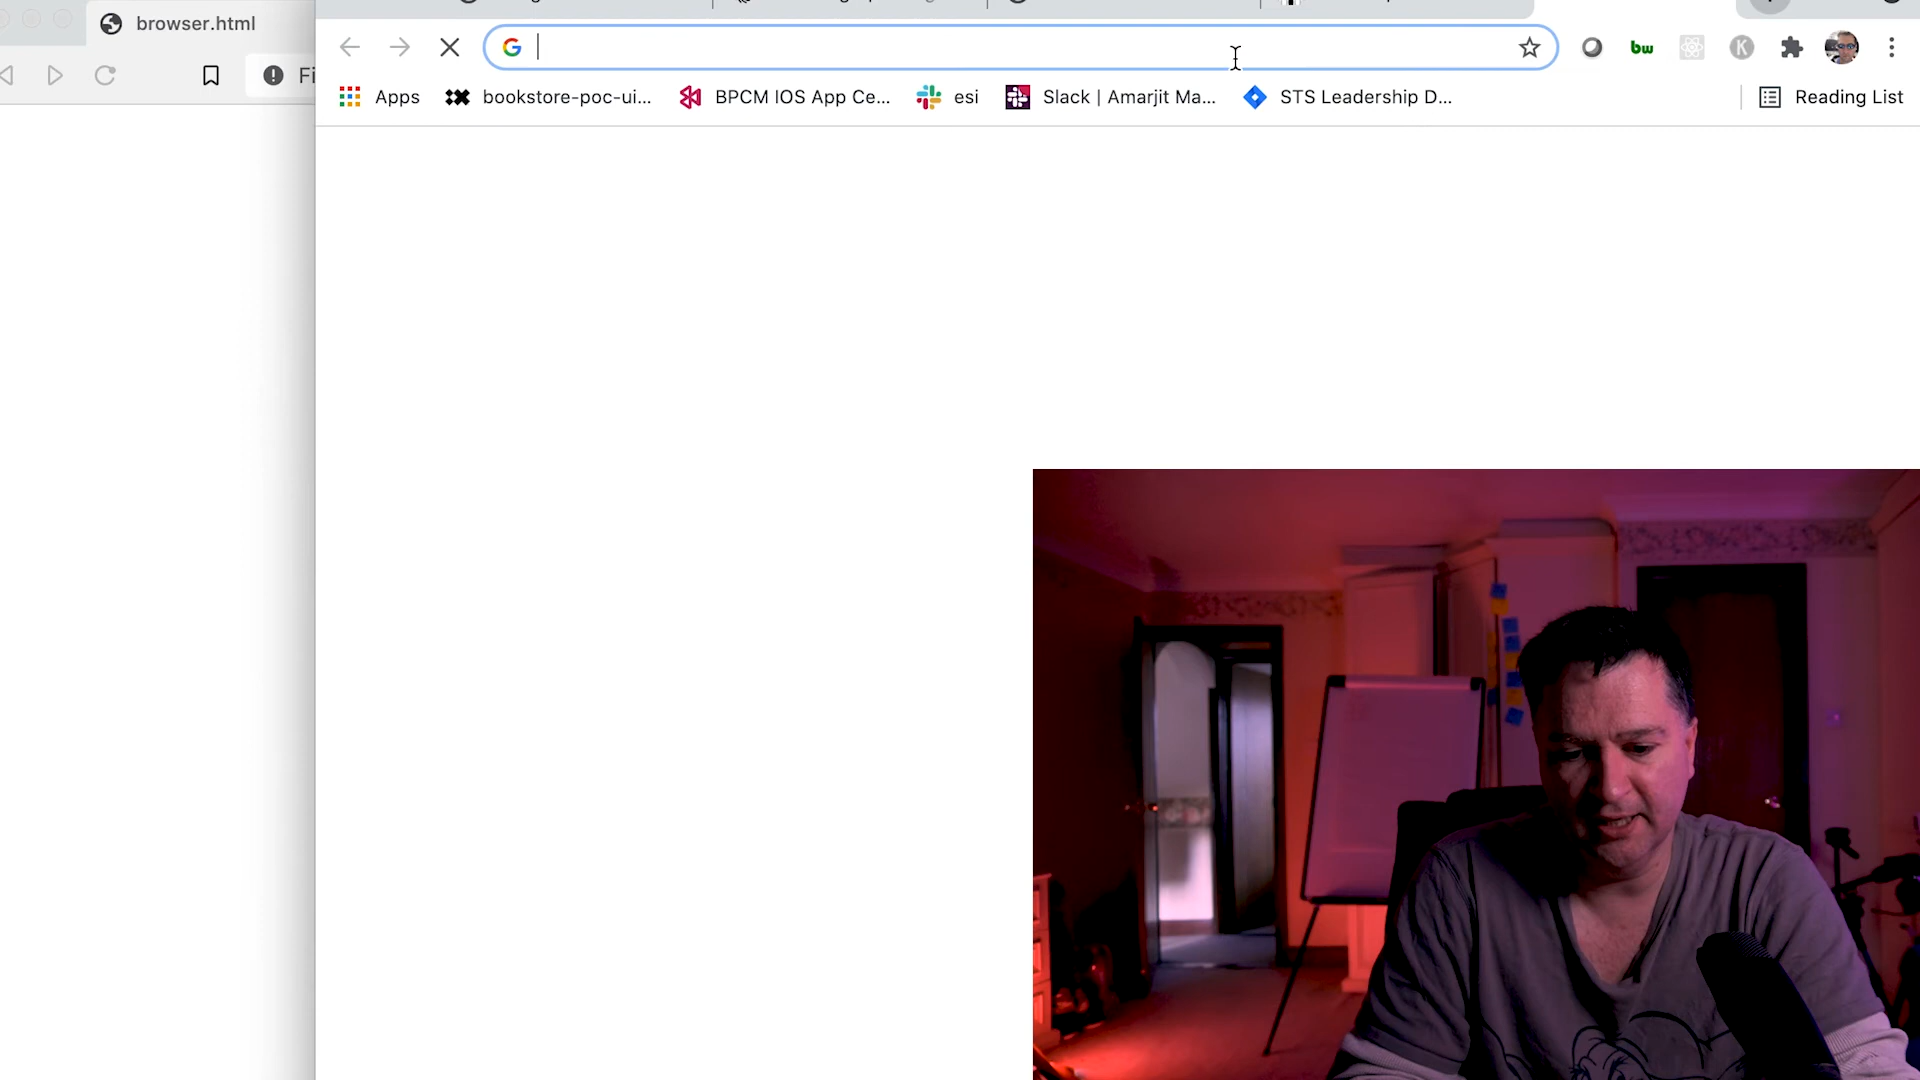 browser.html
Fi
Apps
bookstore-poc-ui...
BPCM IOS App Ce...
esi
Slack | Amarjit Ma...
STS Leadership D...
Reading List
bw
K